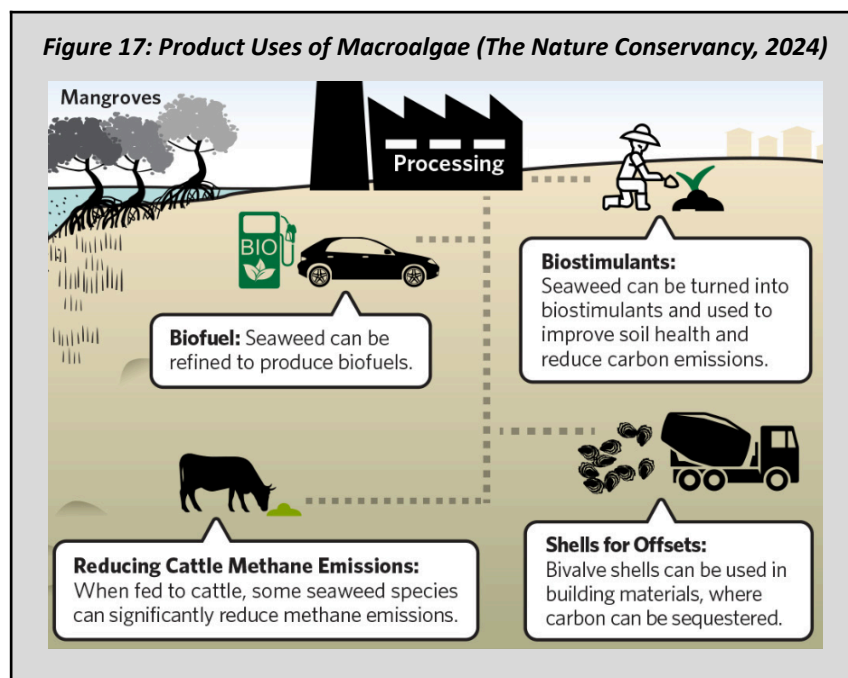 Figure 17: Product Uses of Macroalgae (The Nature Conservancy, 2024)
Mangroves
Processing
BIO
Biostimulants:
Seaweed can be turned into
biostimulants and used to
improve soil health and
reduce carbon emissions.
Biofuel: Seaweed can be
refined to produce biofuels.
Shells for Offsets:
Bivalve shells can be used in
building materials, where
carbon can be sequestered.
Reducing Cattle Methane Emissions:
When fed to cattle, some seaweed species
can significantly reduce methane emissions.